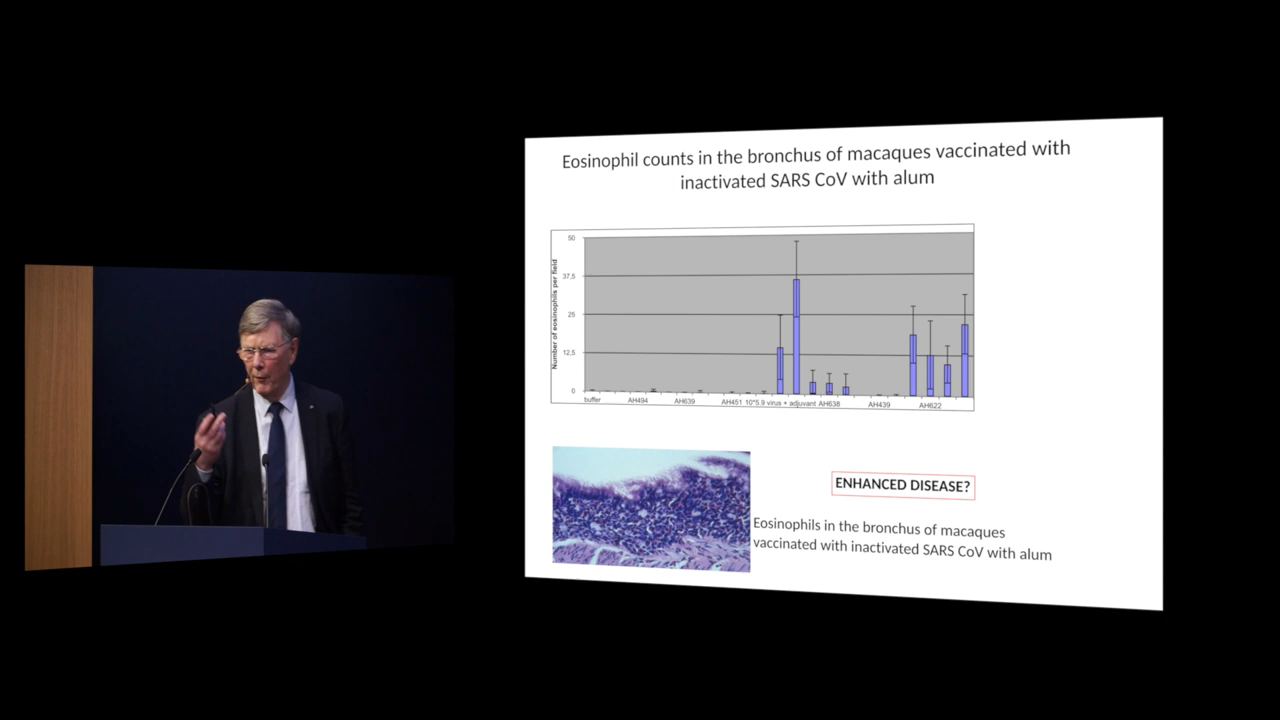 Eosinophil counts in the bronchus of macaques vaccinated with
inactivated SARS CoV with alum
Number of eosinophils per field
50
37,5
25
12,5
0
buffer AH494 AH639 AH451 10*5.9 virus + adjuvant AH638 AH439 AH622
ENHANCED DISEASE?
Eosinophils in the bronchus of macaques
vaccinated with inactivated SARS CoV with alum